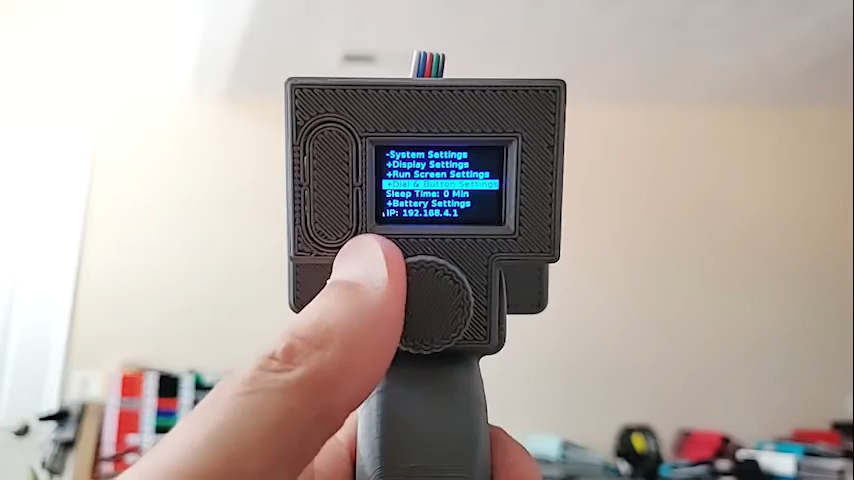 -System Settings
+Display Settings
+Run Screen Settings
+Dial & Button Settings
Sleep Time: 0 Min
+Battery Settings
IP: 192.168.4.1